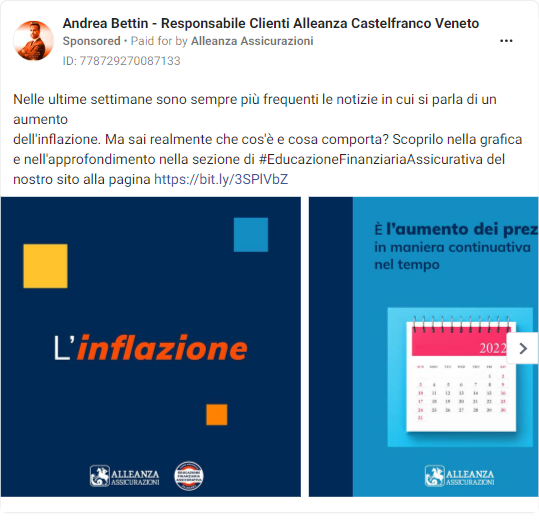 Andrea Bettin - Responsabile Clienti Alleanza Castelfranco Veneto
Sponsored • Paid for by Alleanza Assicurazioni
ID: 778729270087133
Nelle ultime settimane sono sempre più frequenti le notizie in cui si parla di un
aumento
dell'inflazione. Ma sai realmente che cos'è e cosa comporta? Scoprilo nella grafica
e nell'approfondimento nella sezione di #EducazioneFinanziariaAssicurativa del
nostro sito alla pagina https://bit.ly/3SPlVbZ
L'inflazione
ALLEANZA
ASSICURAZIONI
EDUCAZIONE
FINANZIARIA
ASSICURATIVA
È l'aumento dei prez
in maniera continuativa
nel tempo
2022
ALLEANZA
ASSICURAZIONI